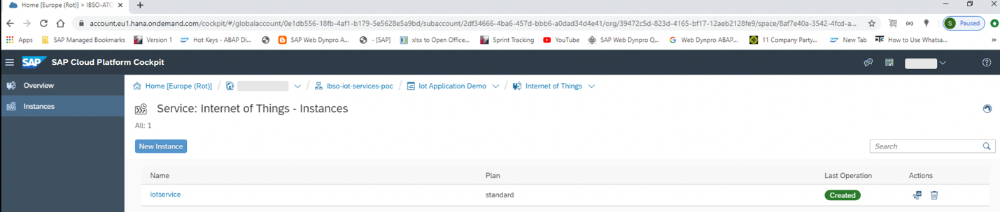 Home [Europe (Rot)] > IBSO-ATC
account.eu1.hana.ondemand.com/cockpit/#/globalaccount/0e1db556-18fb-4af1-b179-5e5628e5a9bd/subaccount/2df34666-4ba6-457d-bbb6-a0dad34d4e41/org/39472c5d-823d-4165-bf17-12aeb2128fe9/space/8af7e40a-3542-4fcd-a... S Paused
Apps SAP Managed Bookmarks Version 1 Hot Keys - ABAP Di... SAP Web Dynpro A... - [SAP] xlsx to Open Office... Sprint Tracking YouTube SAP Web Dynpro Q... G Web Dynpro ABAP... 11 Company Party... New Tab HTC How to Use Whatsa... »
SAP SAP Cloud Platform Cockpit
Overview
Instances
Home [Europe (Rot)] / / ibso-iot-services-poc / Iot Application Demo / Internet of Things
Service: Internet of Things - Instances
All: 1
New Instance
Search
Name Plan Last Operation Actions
iotservice standard Created